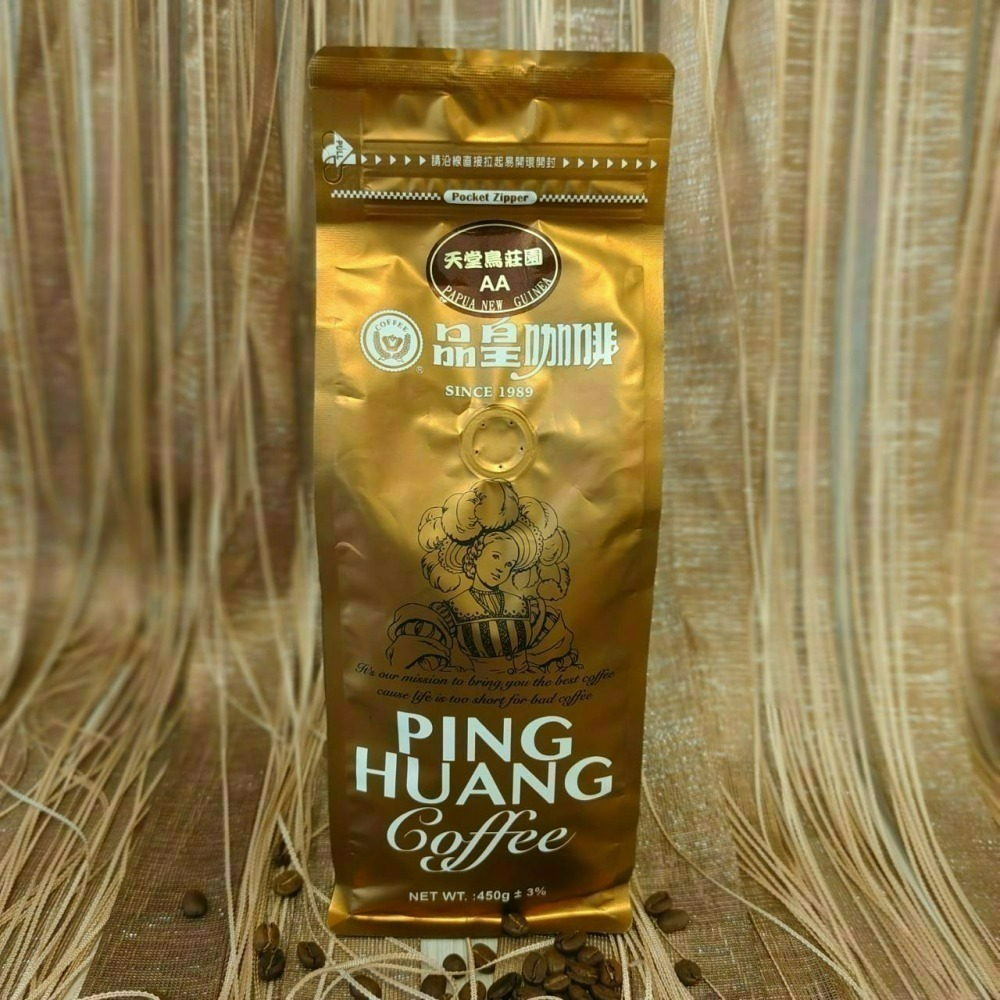 PULL
請沿線直接拉起易開環開封
Pocket Zipper
天堂鳥莊園
AA
PAPUA NEW GUINEA
COFFEE
品皇咖啡
®
SINCE 1989
It's our mission to bring you the best coffee
cause life is too short for bad coffee
PING
HUANG
Coffee
NET WT. :450g ± 3%